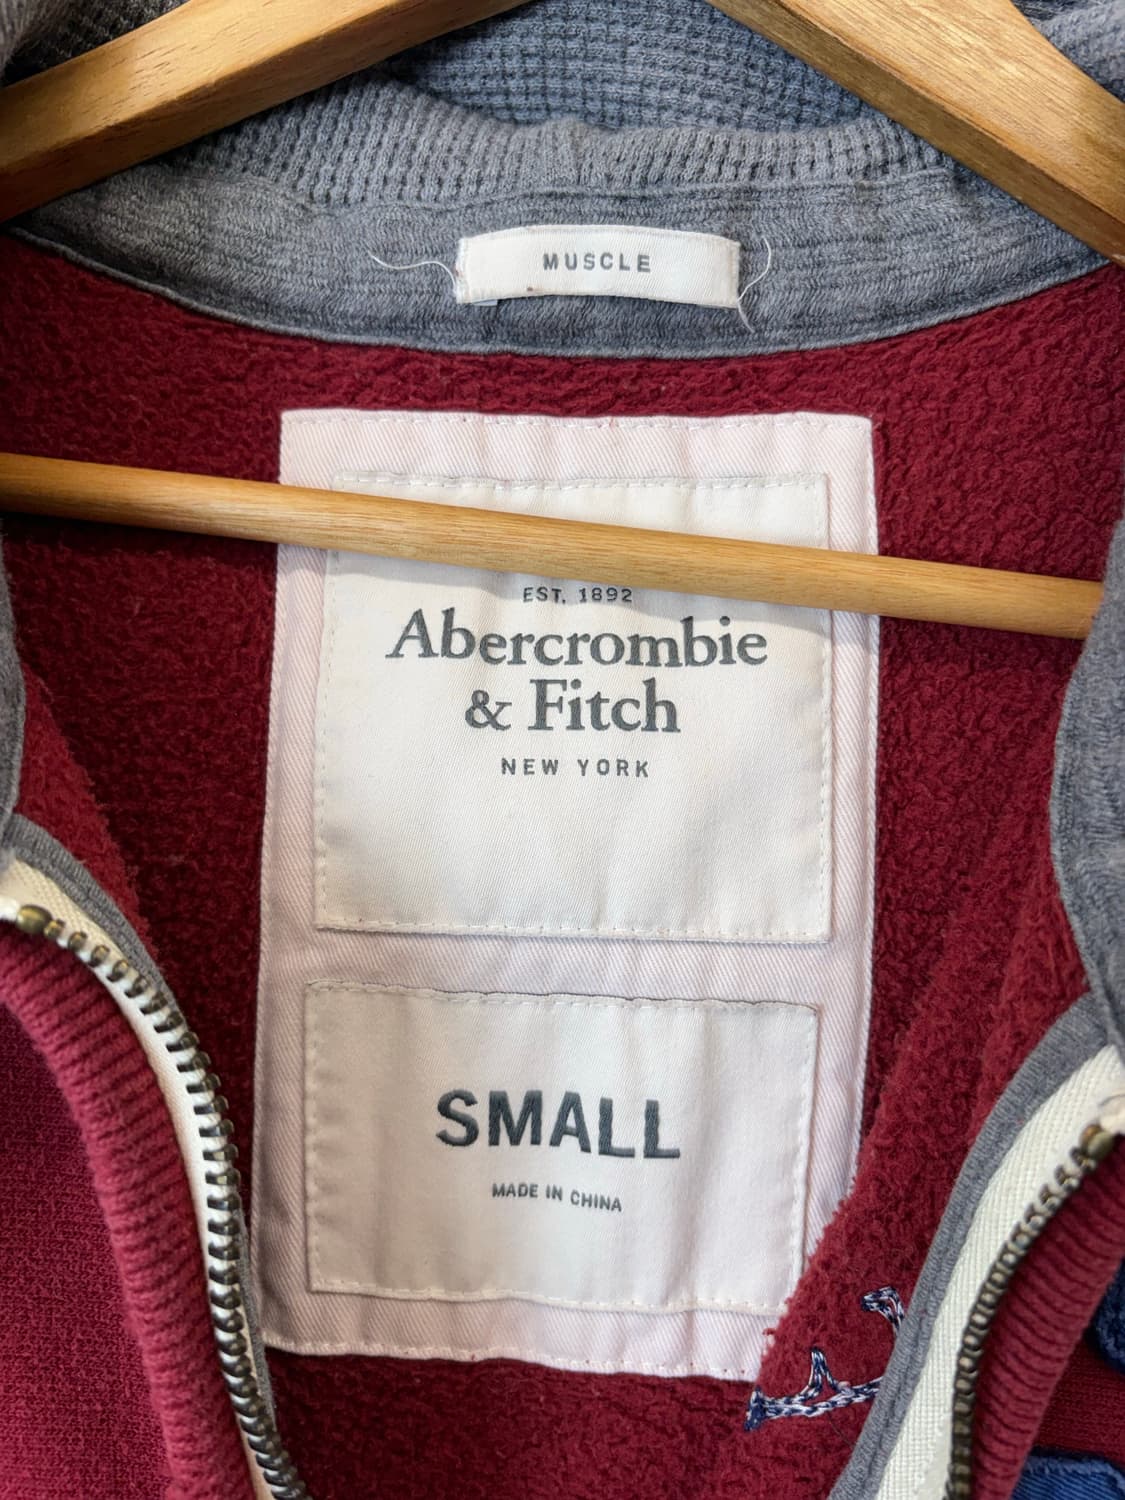 MUSCLE
EST. 1892
Abercrombie
& Fitch
NEW YORK
SMALL
MADE IN CHINA